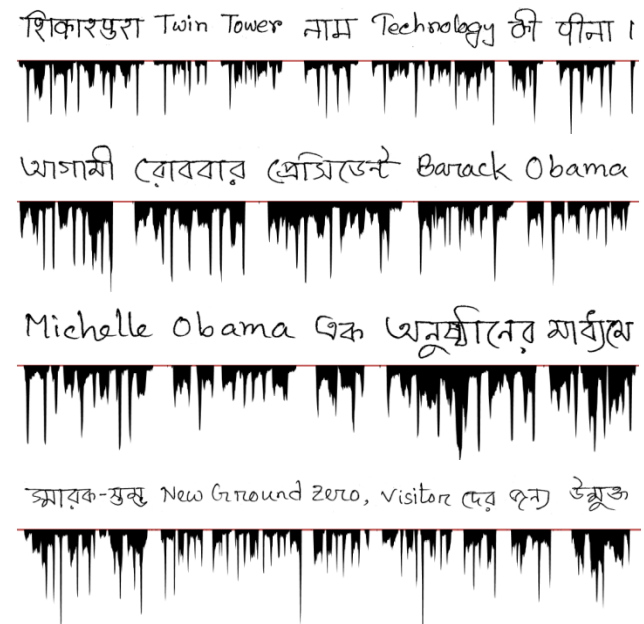 शिकारपुरा Twin Tower नाम Technology की पीना ।
আগামী রোববার প্রেসিডেন্ট Barack Obama
Michelle Obama এক অনুষ্ঠানের মাধ্যমে
স্মারক-স্তম্ভ New Ground Zero, Visitor দের জন্য উন্মুক্ত